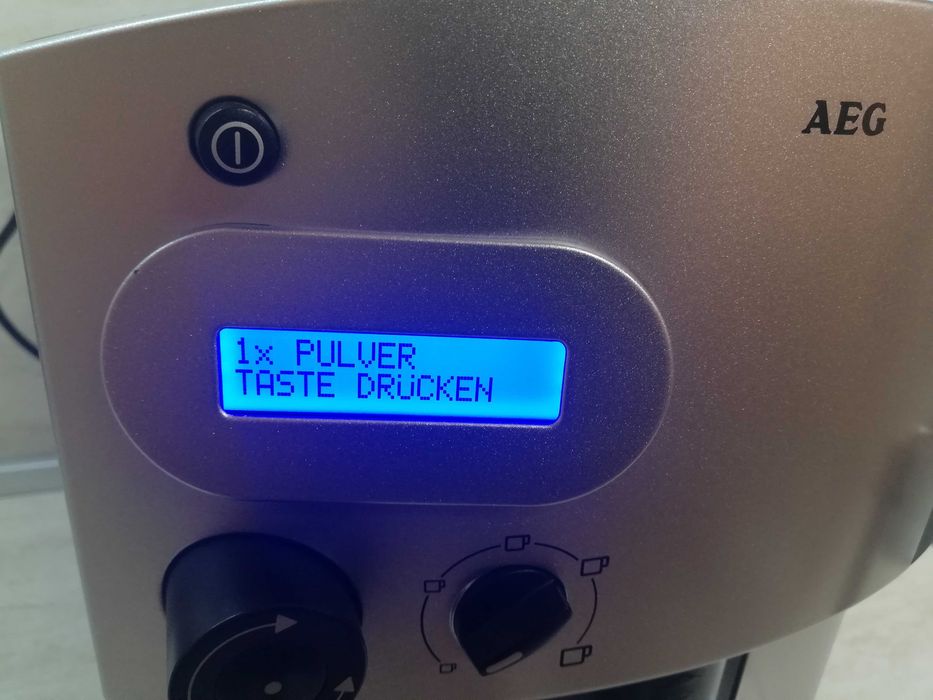 AEG
1x PULVER
TASTE DRÜCKEN